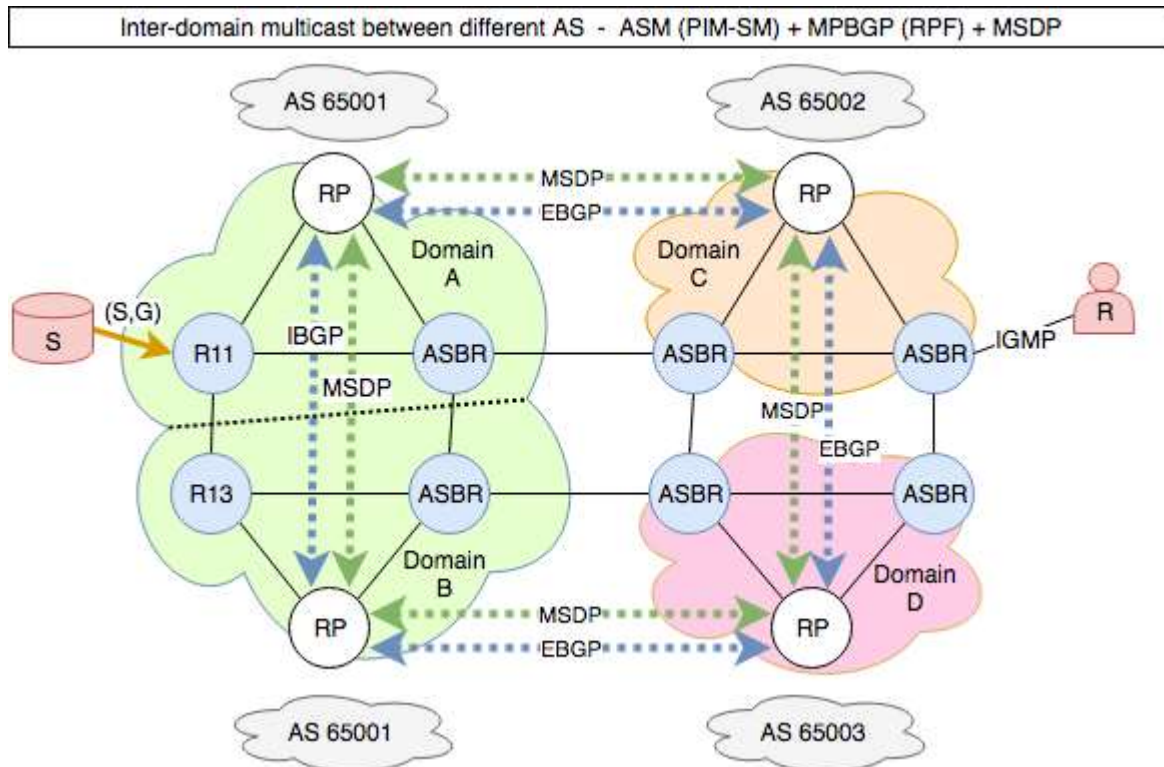 Inter-domain multicast between different AS - ASM (PIM-SM) + MPBGP (RPF) + MSDP
AS 65001
AS 65002
RP
MSDP
RP
EBGP
Domain
A
Domain
C
(S,G)
S
R11
IBGP
ASBR
ASBR
ASBR
IGMP
R
MSDP
MSDP
EBGP
R13
ASBR
ASBR
ASBR
Domain
B
Domain
D
RP
MSDP
RP
EBGP
AS 65001
AS 65003